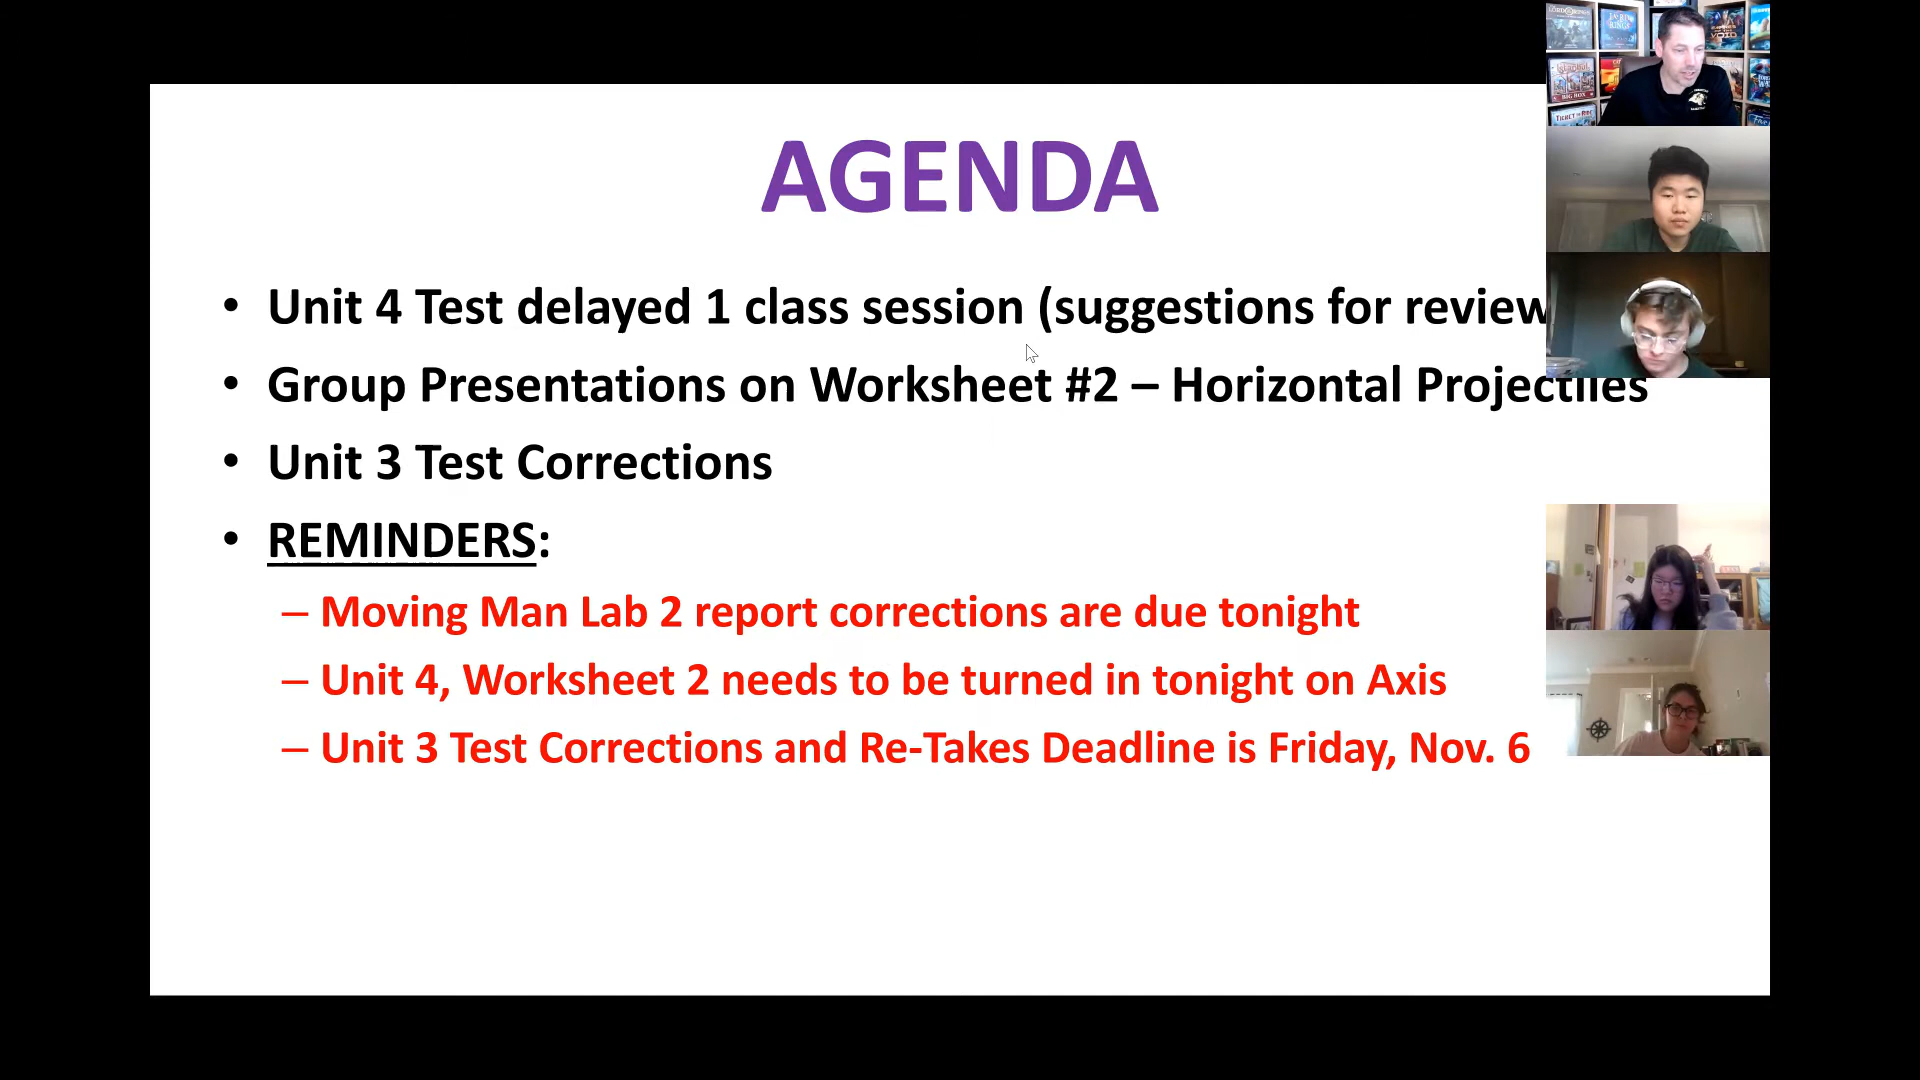 AGENDA
• Unit 4 Test delayed 1 class session (suggestions for review
• Group Presentations on Worksheet #2 – Horizontal Projectiles
• Unit 3 Test Corrections
• REMINDERS:
– Moving Man Lab 2 report corrections are due tonight
– Unit 4, Worksheet 2 needs to be turned in tonight on Axis
– Unit 3 Test Corrections and Re-Takes Deadline is Friday, Nov. 6